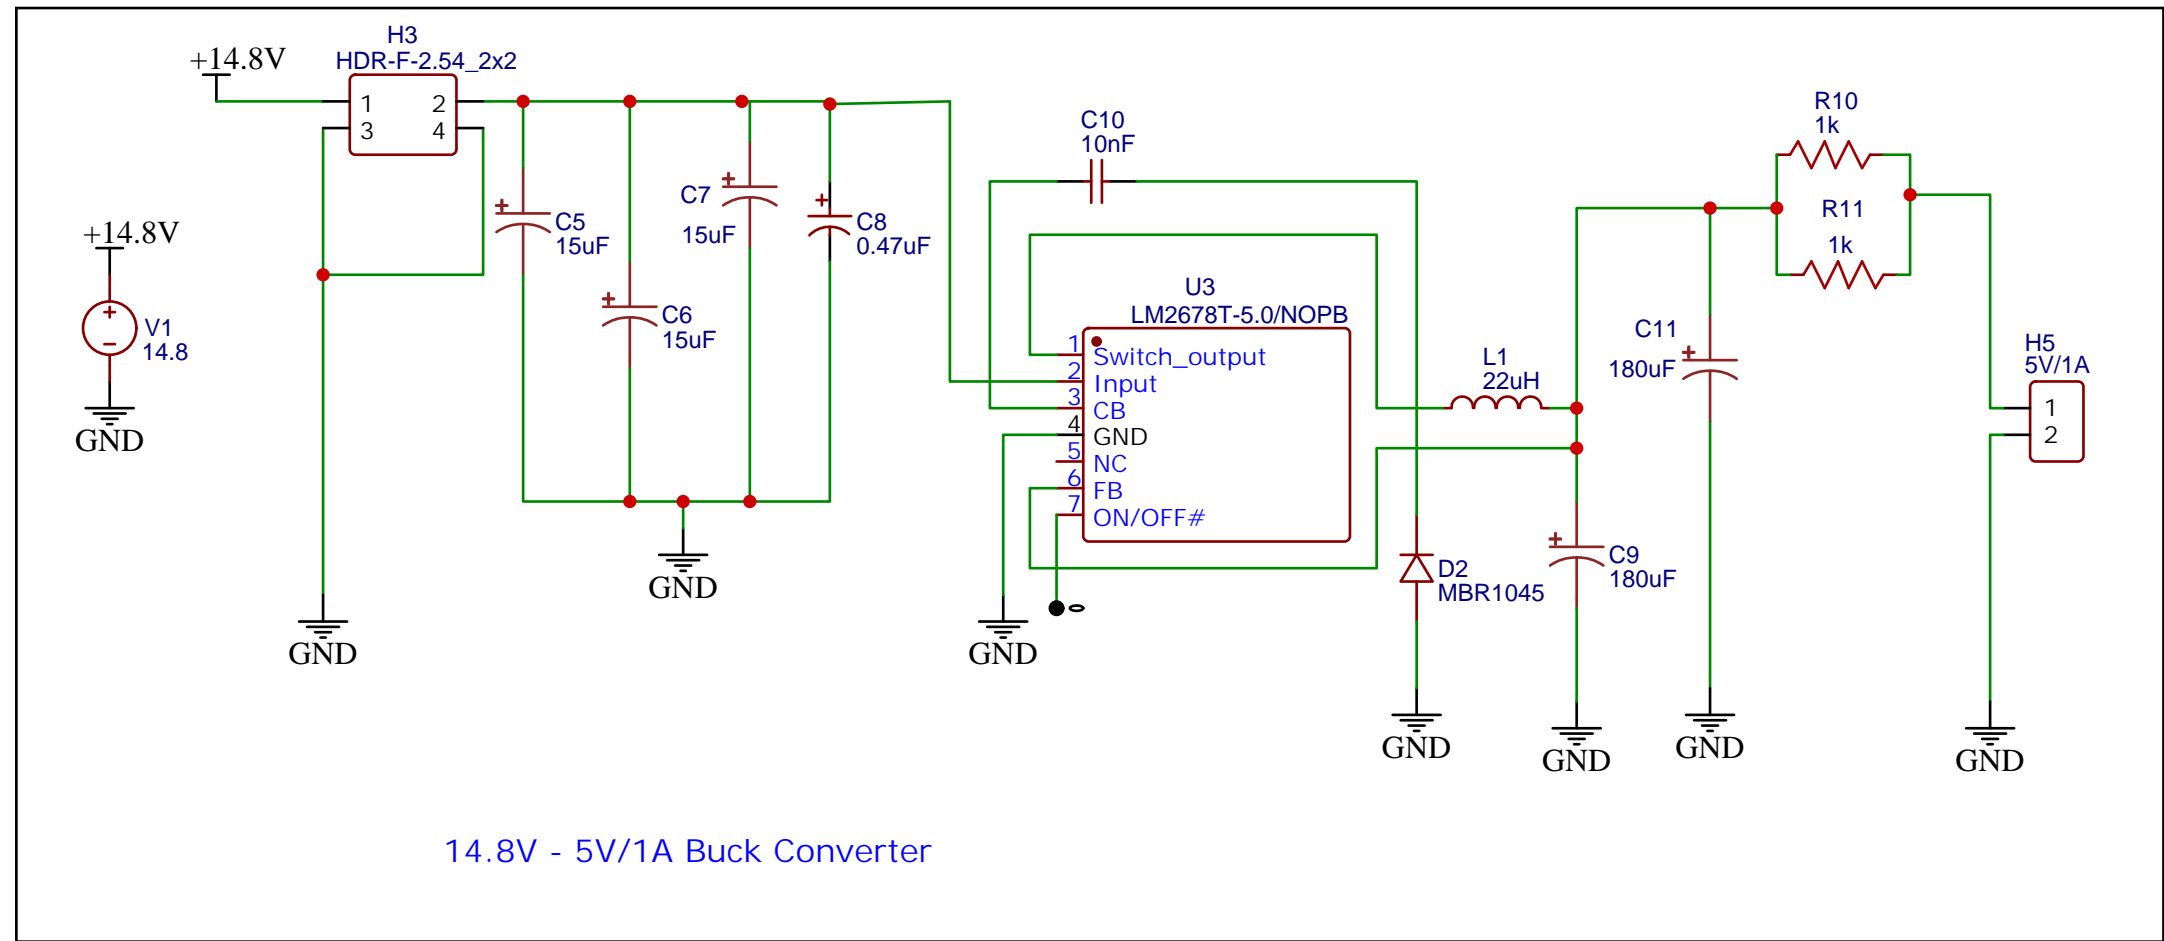 H3
HDR-F-2.54_2x2
+14.8V
1
2
3
4
+14.8V
V1
14.8
GND
GND
C5
15uF
C6
15uF
C7
15uF
C8
0.47uF
GND
C10
10nF
U3
LM2678T-5.0/NOPB
1
Switch_output
2
Input
3
CB
4
GND
5
NC
6
FB
7
ON/OFF#
0
GND
L1
22uH
D2
MBR1045
GND
C9
180uF
GND
C11
180uF
GND
R10
1k
R11
1k
H5
5V/1A
1
2
GND
14.8V - 5V/1A Buck Converter